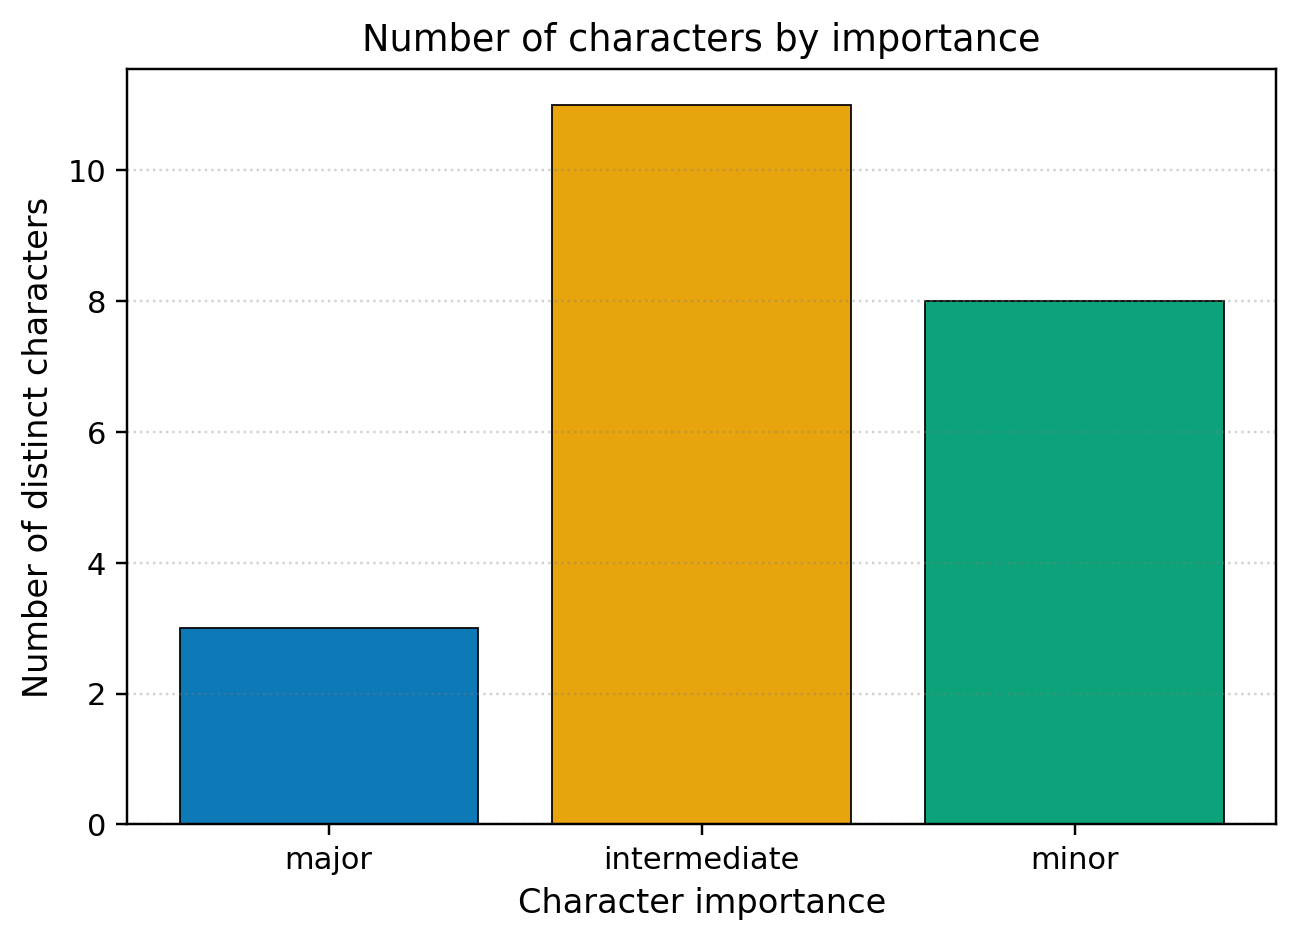 Number of characters by importance
Number of distinct characters
10
8
6
4
2
0
major intermediate minor
Character importance